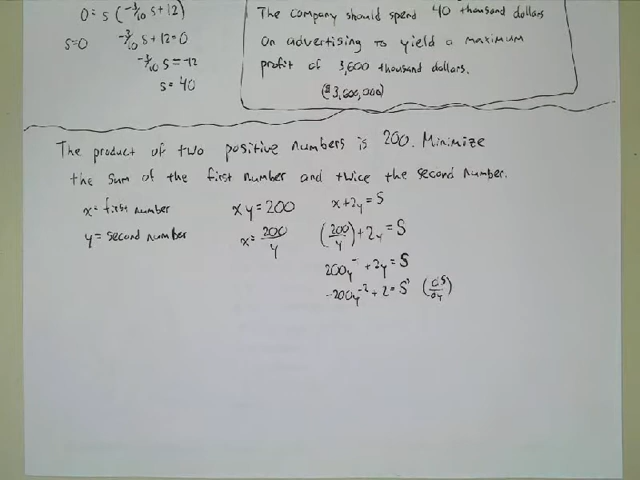 0 = s (-3/10 s + 12)
s=0 -3/10 s + 12 = 0
-3/10 s = -12
s = 40
The company should spend 40 thousand dollars
on advertising to yield a maximum
profit of 3,600 thousand dollars.
($3,600,000)
The product of two positive numbers is 200. Minimize
the sum of the first number and twice the second number.
x = first number xy = 200 x + 2y = S
y = second number x = 200/y (200/y) + 2y = S
200y⁻¹ + 2y = S
-200y⁻² + 2 = S' (dS/dy)